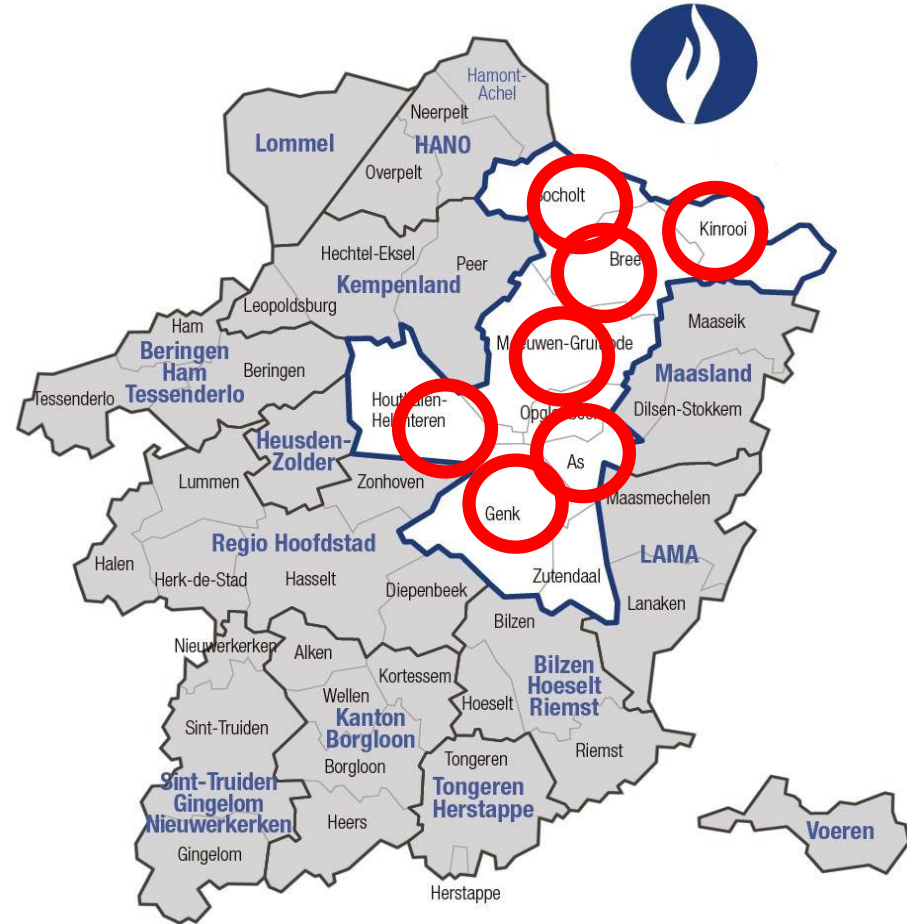 Hamont-
Achel
Neerpelt
Lommel
HANO
Overpelt
Kinrooi
Bree
Hechtel-Eksel
Peer
Kempenland
Leopoldsburg
Ham
Maaseik
Beringen
Ham
Tessenderlo
Beringen
Maasland
Tessenderlo
Dilsen-Stokkem
Heusden-
Zolder
As
Lummen
Zonhoven
Maasmechelen
Genk
Regio Hoofdstad
LAMA
Halen
Herk-de-Stad
Hasselt
Diepenbeek
Zutendaal
Lanaken
Bilzen
Nieuwerkerken
Alken
Kortessem
Bilzen
Hoeselt
Riemst
Wellen
Hoeselt
Kanton
Borgloon
Sint-Truiden
Riemst
Borgloon
Tongeren
Tongeren
Herstappe
Sint-Truiden
Gingelom
Nieuwerkerken
Heers
Gingelom
Voeren
Herstappe